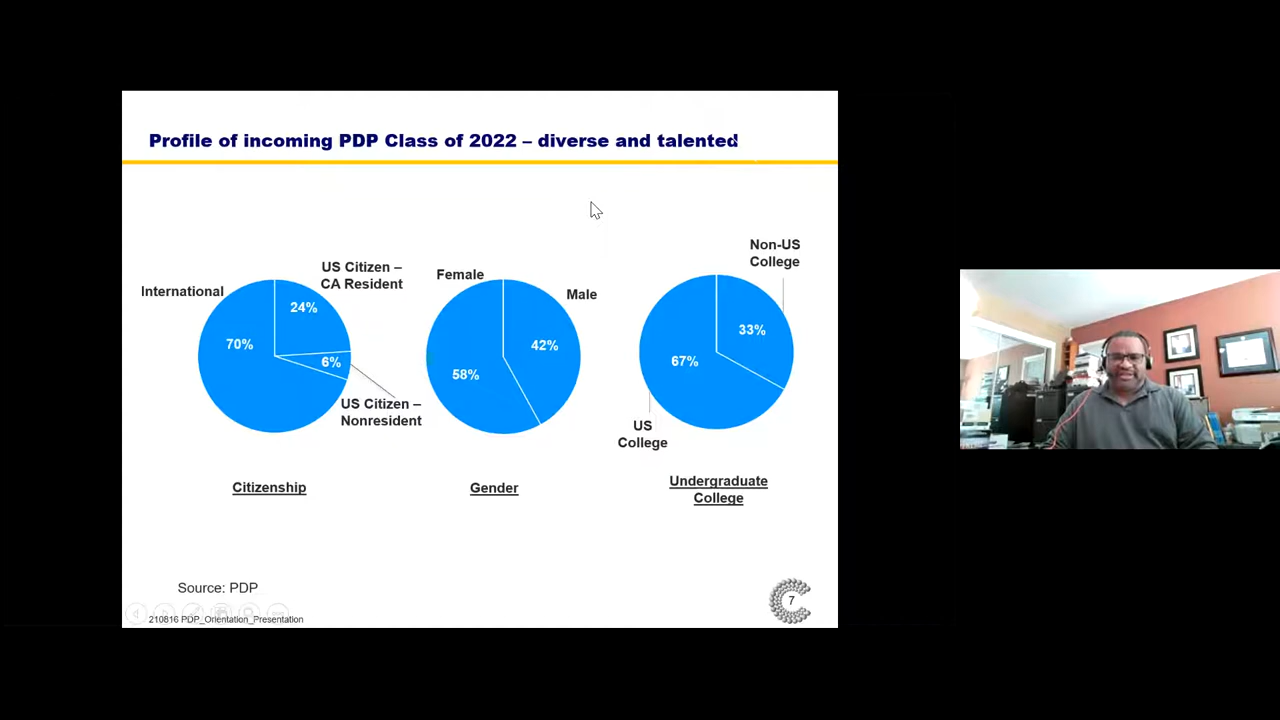 Profile of incoming PDP Class of 2022 – diverse and talented
International
US Citizen –
CA Resident
24%
70%
6%
US Citizen –
Nonresident
Citizenship
Female
Male
42%
58%
Gender
Non-US
College
33%
67%
US
College
Undergraduate
College
Source: PDP
210816 PDP_Orientation_Presentation
7